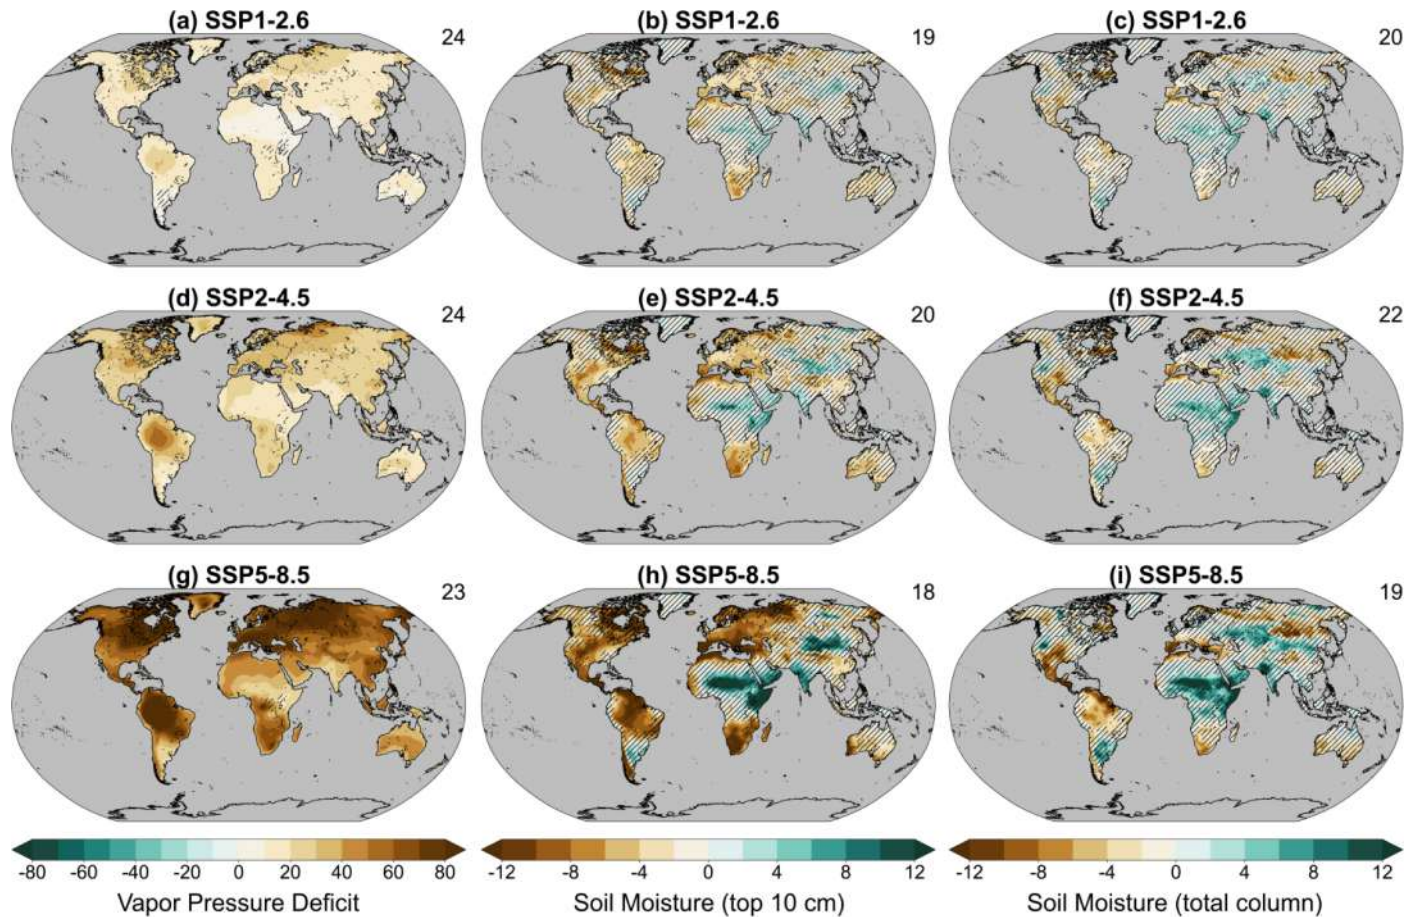 (a) SSP1-2.6
24
(b) SSP1-2.6
19
(c) SSP1-2.6
20
(d) SSP2-4.5
24
(e) SSP2-4.5
20
(f) SSP2-4.5
22
(g) SSP5-8.5
23
(h) SSP5-8.5
18
(i) SSP5-8.5
19
-80 -60 -40 -20 0 20 40 60 80
-12 -8 -4 0 4 8 12
-12 -8 -4 0 4 8 12
Vapor Pressure Deficit
Soil Moisture (top 10 cm)
Soil Moisture (total column)